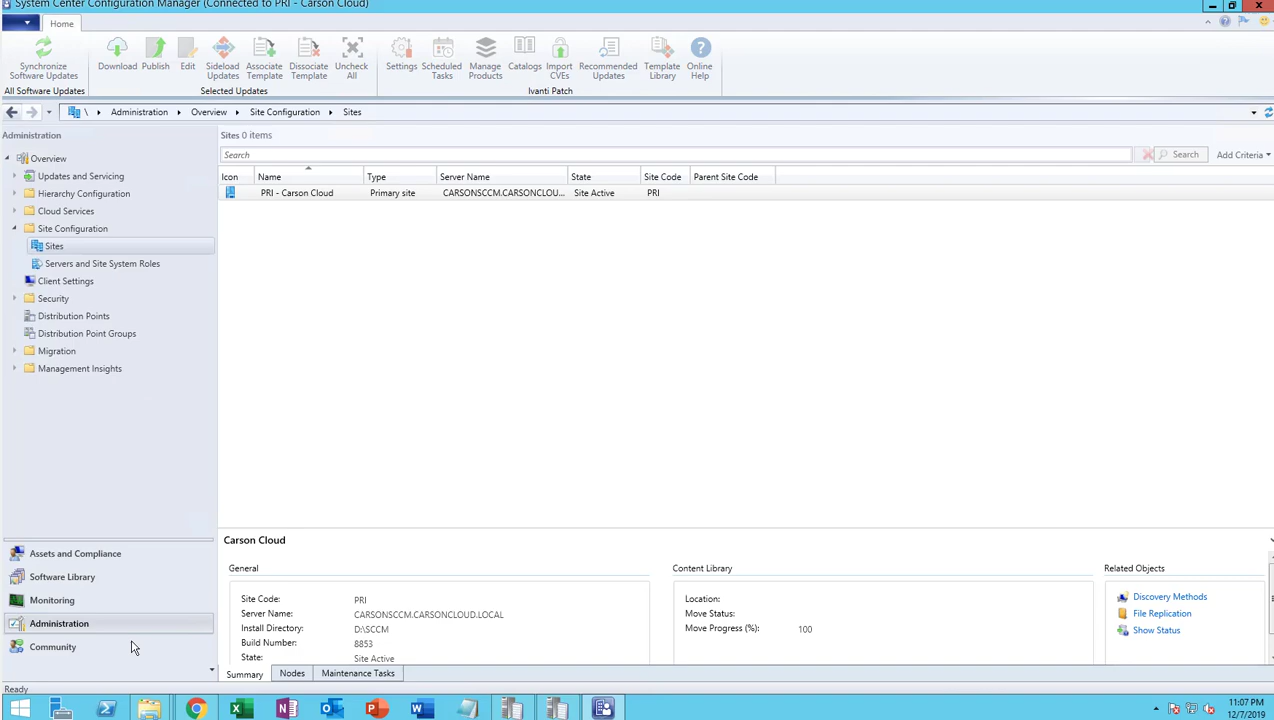 System Center Configuration Manager (Connected to PRI - Carson Cloud)
Home
Synchronize Software Updates
Download
Publish
Edit
Sideload Updates
Associate Template
Dissociate Template
Uncheck All
Settings
Scheduled Tasks
Manage Products
Catalogs
Import CVEs
Recommended Updates
Template Library
Online Help
All Software Updates
Selected Updates
Ivanti Patch
\ Administration Overview Site Configuration Sites
Administration
Overview
Updates and Servicing
Hierarchy Configuration
Cloud Services
Site Configuration
Sites
Servers and Site System Roles
Client Settings
Security
Distribution Points
Distribution Point Groups
Migration
Management Insights
Assets and Compliance
Software Library
Monitoring
Administration
Community
Sites 0 items
Search
Search
Add Criteria
Icon Name Type Server Name State Site Code Parent Site Code
PRI - Carson Cloud Primary site CARSONSCCM.CARSONCLOU... Site Active PRI
Carson Cloud
General
Site Code: PRI
Server Name: CARSONSCCM.CARSONCLOUD.LOCAL
Install Directory: D:\SCCM
Build Number: 8853
State: Site Active
Content Library
Location:
Move Status:
Move Progress (%): 100
Related Objects
Discovery Methods
File Replication
Show Status
Summary Nodes Maintenance Tasks
Ready
11:07 PM
12/7/2019